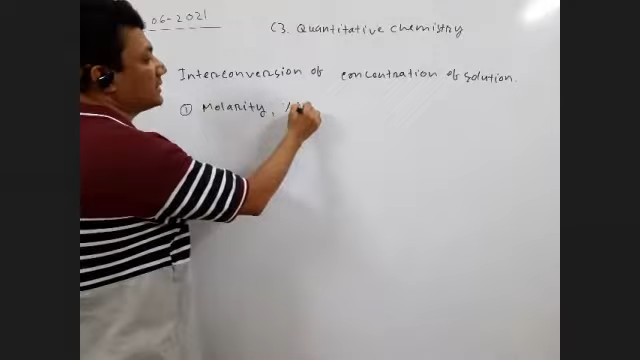 06-2021
C3. Quantitative Chemistry
Interconversion of concentration of solution.
① Molarity, %